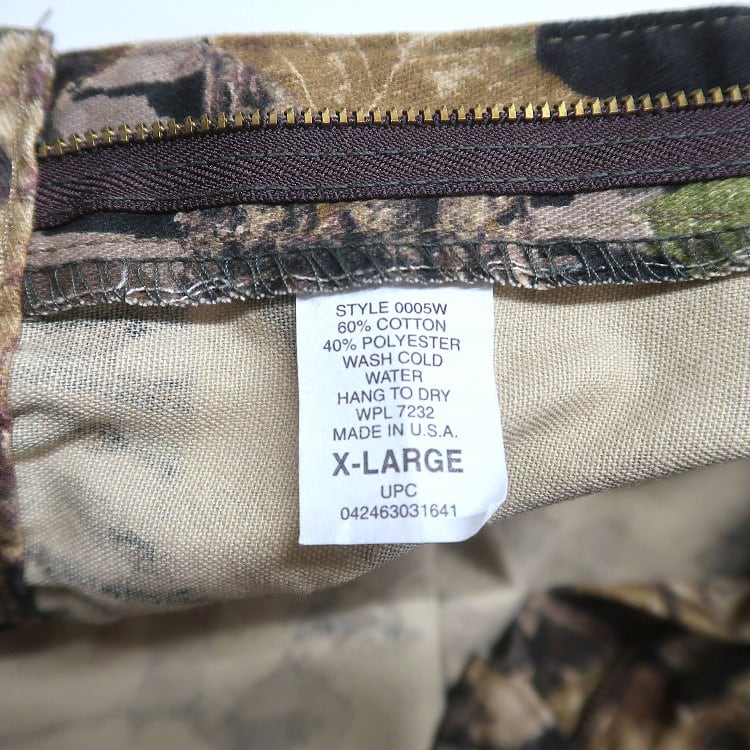 STYLE 0005W
60% COTTON
40% POLYESTER
WASH COLD
WATER
HANG TO DRY
WPL 7232
MADE IN U.S.A.
X-LARGE
UPC
042463031641